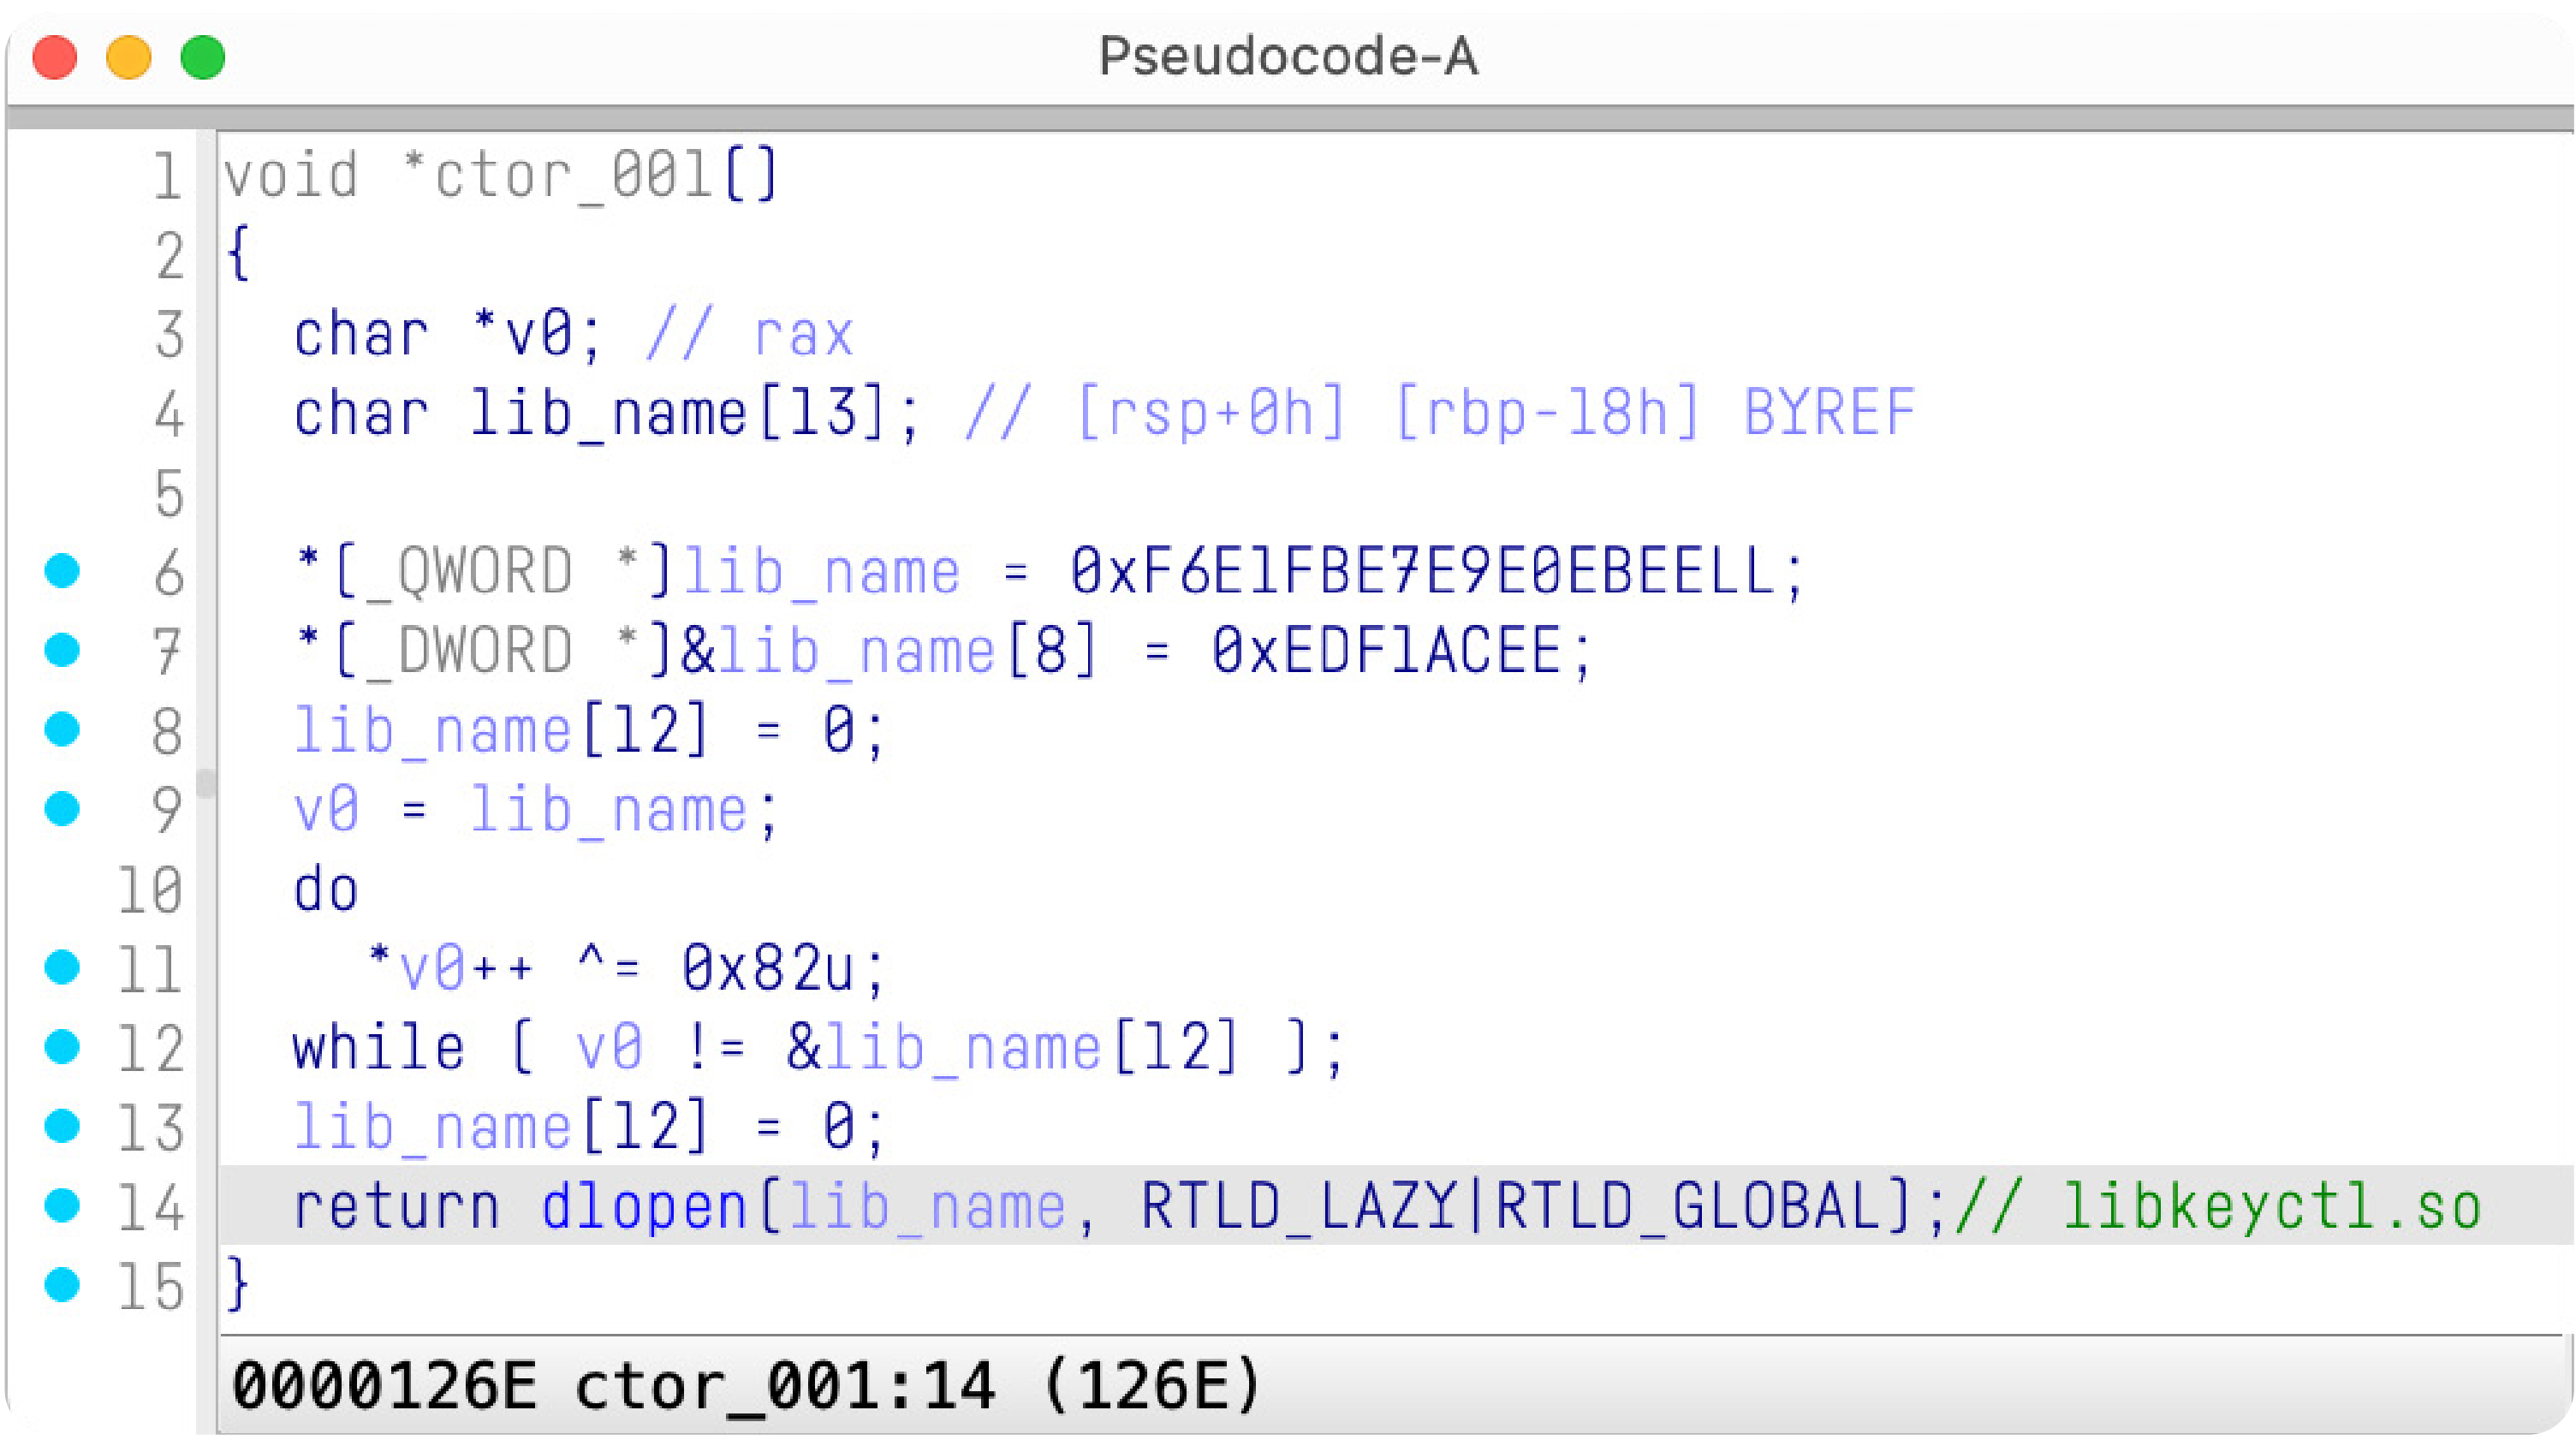 Pseudocode-A
1 void *ctor_001()
2 {
3   char *v0; // rax
4   char lib_name[13]; // [rsp+0h] [rbp-18h] BYREF
5
6   *(_QWORD *)lib_name = 0xF6E1FBE7E9E0EBEELL;
7   *(_DWORD *)&lib_name[8] = 0xEDF1ACEE;
8   lib_name[12] = 0;
9   v0 = lib_name;
10   do
11     *v0++ ^= 0x82u;
12   while ( v0 != &lib_name[12] );
13   lib_name[12] = 0;
14   return dlopen(lib_name, RTLD_LAZY|RTLD_GLOBAL);// libkeyctl.so
15 }
0000126E ctor_001:14 (126E)